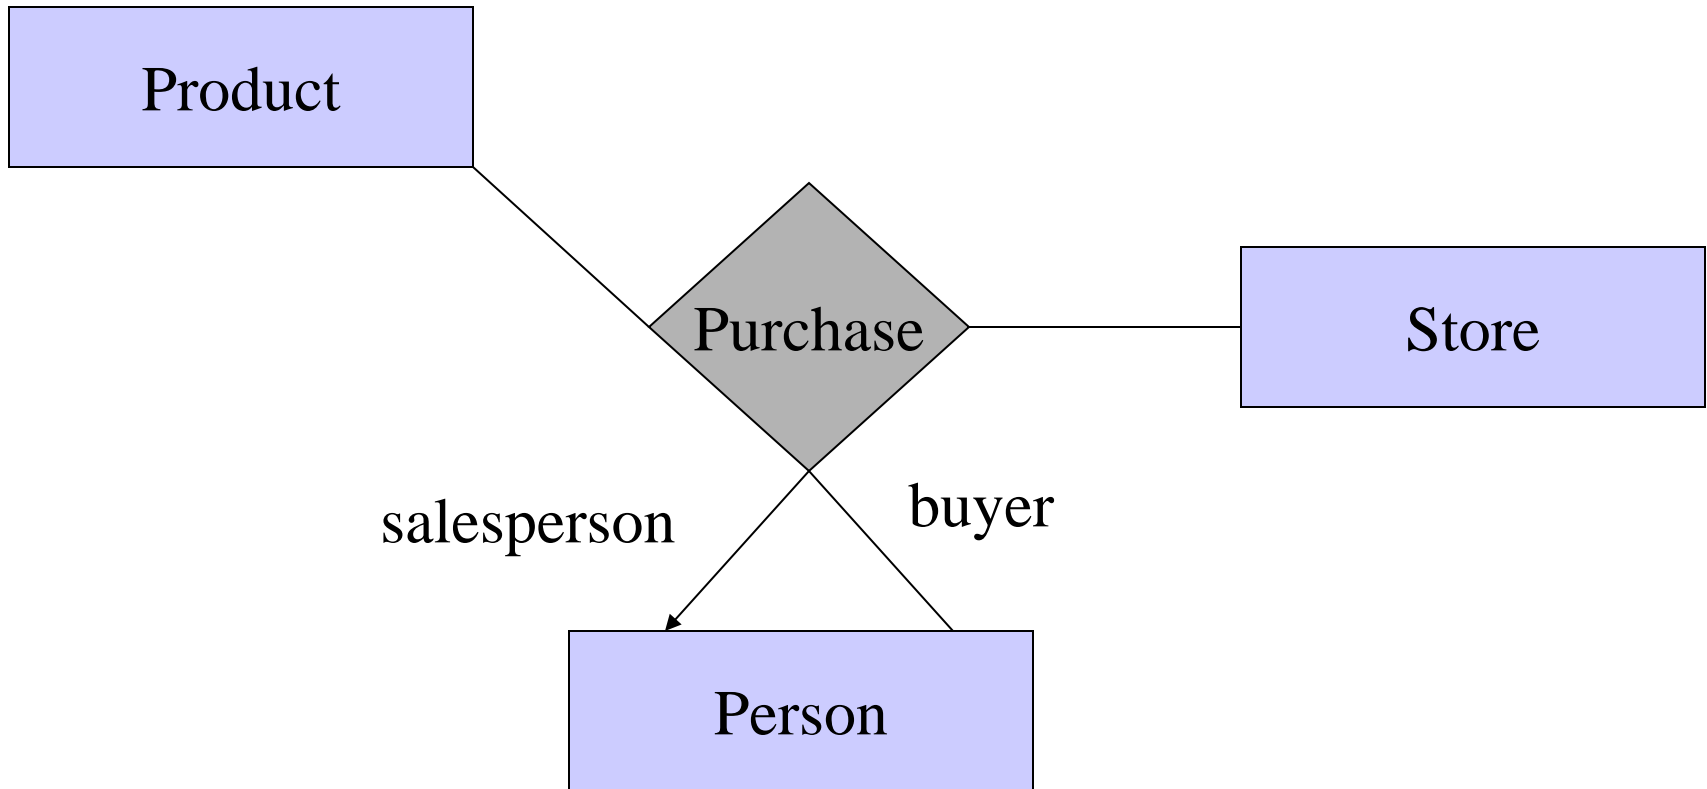 Product
Purchase
Store
salesperson
buyer
Person